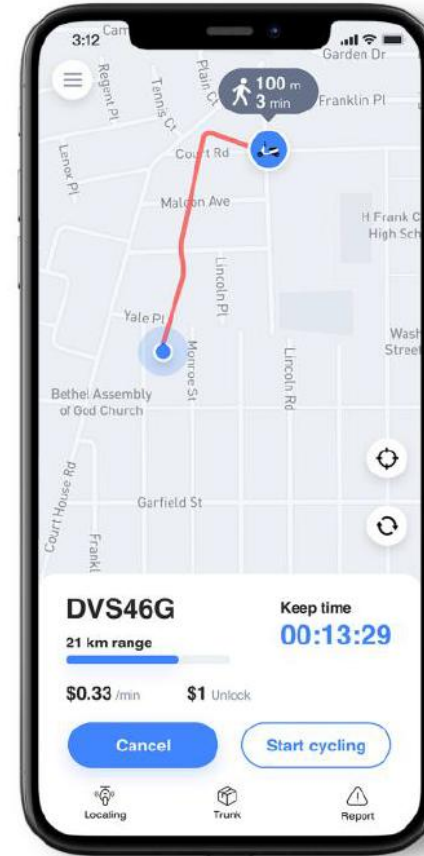 3:12
Cam
Garden Dr
Regent Pl
Tennis Ct
Plain Ct
100 m
3 min
Franklin Pl
Lenox Pl
Court Rd
Malcon Ave
H Frank C
High Sch
Lincoln Pl
Yale Pl
Monroe St
Wash
Street
Lincoln Rd
Bethel Assembly
of God Church
Court House Rd
Garfield St
Frankl
DVS46G
Keep time
21 km range
00:13:29
$0.33 /min
$1 Unlock
Cancel
Start cycling
Localing
Trunk
Report